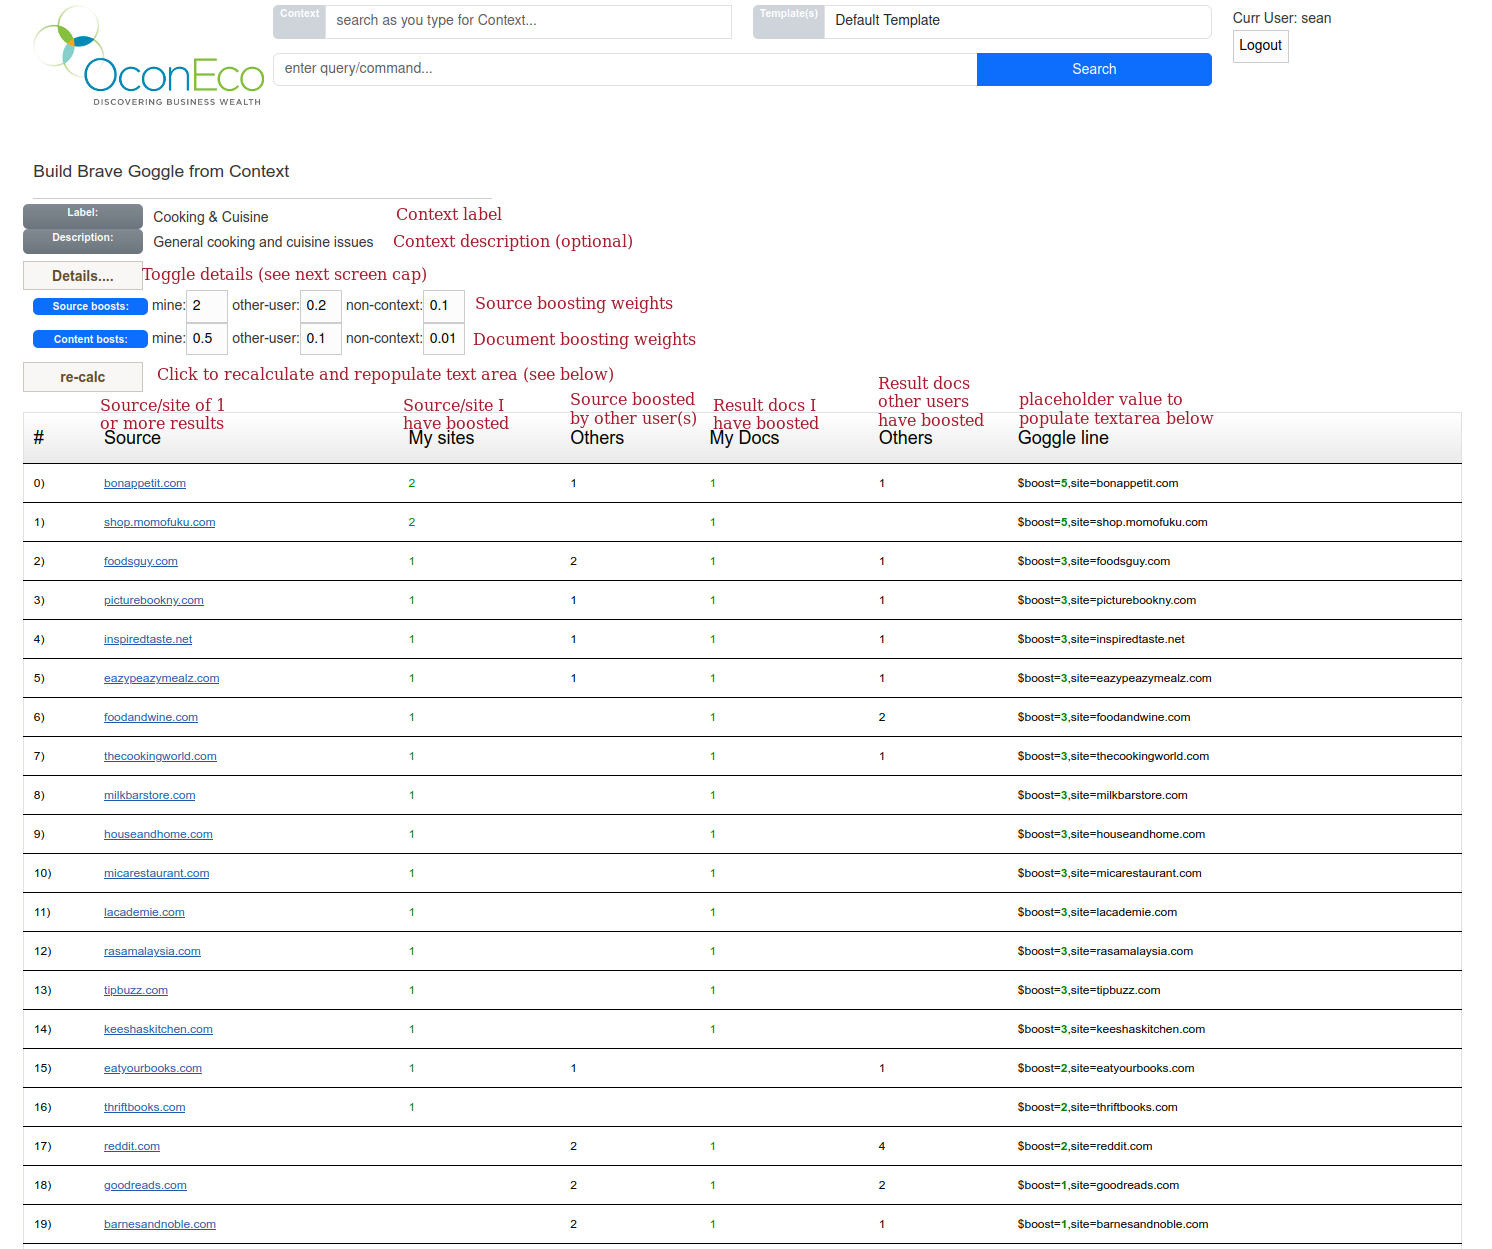 Context search as you type for Context... Template(s) Default Template Curr User: sean
Logout
enter query/command... Search
OconEco
DISCOVERING BUSINESS WEALTH
Build Brave Goggle from Context
Label: Cooking & Cuisine Context label
Description: General cooking and cuisine issues Context description (optional)
Details.... Toggle details (see next screen cap)
Source boosts: mine: 2 other-user: 0.2 non-context: 0.1 Source boosting weights
Content bosts: mine: 0.5 other-user: 0.1 non-context: 0.01 Document boosting weights
re-calc Click to recalculate and repopulate text area (see below)
Source/site of 1
or more results
Source/site I
have boosted
Source boosted
by other user(s)
Result docs I
have boosted
Result docs
other users
have boosted
placeholder value to
populate textarea below
# Source My sites Others My Docs Others Goggle line
0) bonappetit.com 2 1 1 1 $boost=5,site=bonappetit.com
1) shop.momofuku.com 2 1 $boost=5,site=shop.momofuku.com
2) foodsguy.com 1 2 1 1 $boost=3,site=foodsguy.com
3) picturebookny.com 1 1 1 1 $boost=3,site=picturebookny.com
4) inspiredtaste.net 1 1 1 1 $boost=3,site=inspiredtaste.net
5) eazypeazymealz.com 1 1 1 1 $boost=3,site=eazypeazymealz.com
6) foodandwine.com 1 1 2 $boost=3,site=foodandwine.com
7) thecookingworld.com 1 1 1 $boost=3,site=thecookingworld.com
8) milkbarstore.com 1 1 $boost=3,site=milkbarstore.com
9) houseandhome.com 1 1 $boost=3,site=houseandhome.com
10) micarestaurant.com 1 1 $boost=3,site=micarestaurant.com
11) lacademie.com 1 1 $boost=3,site=lacademie.com
12) rasamalaysia.com 1 1 $boost=3,site=rasamalaysia.com
13) tipbuzz.com 1 1 $boost=3,site=tipbuzz.com
14) keeshaskitchen.com 1 1 $boost=3,site=keeshaskitchen.com
15) eatyourbooks.com 1 1 1 $boost=2,site=eatyourbooks.com
16) thriftbooks.com 1 $boost=2,site=thriftbooks.com
17) reddit.com 2 1 4 $boost=2,site=reddit.com
18) goodreads.com 2 1 2 $boost=1,site=goodreads.com
19) barnesandnoble.com 2 1 1 $boost=1,site=barnesandnoble.com